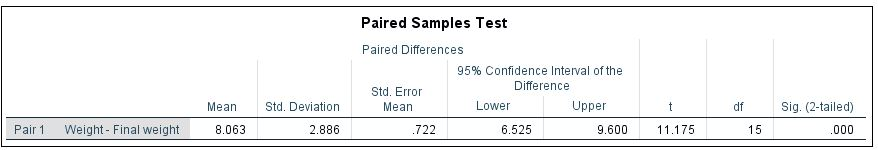 Paired Samples Test
Paired Differences
95% Confidence Interval of the
Difference
Std. Error
Mean
Mean Std. Deviation Lower Upper t df Sig. (2-tailed)
Pair 1 Weight - Final weight 8.063 2.886 .722 6.525 9.600 11.175 15 .000